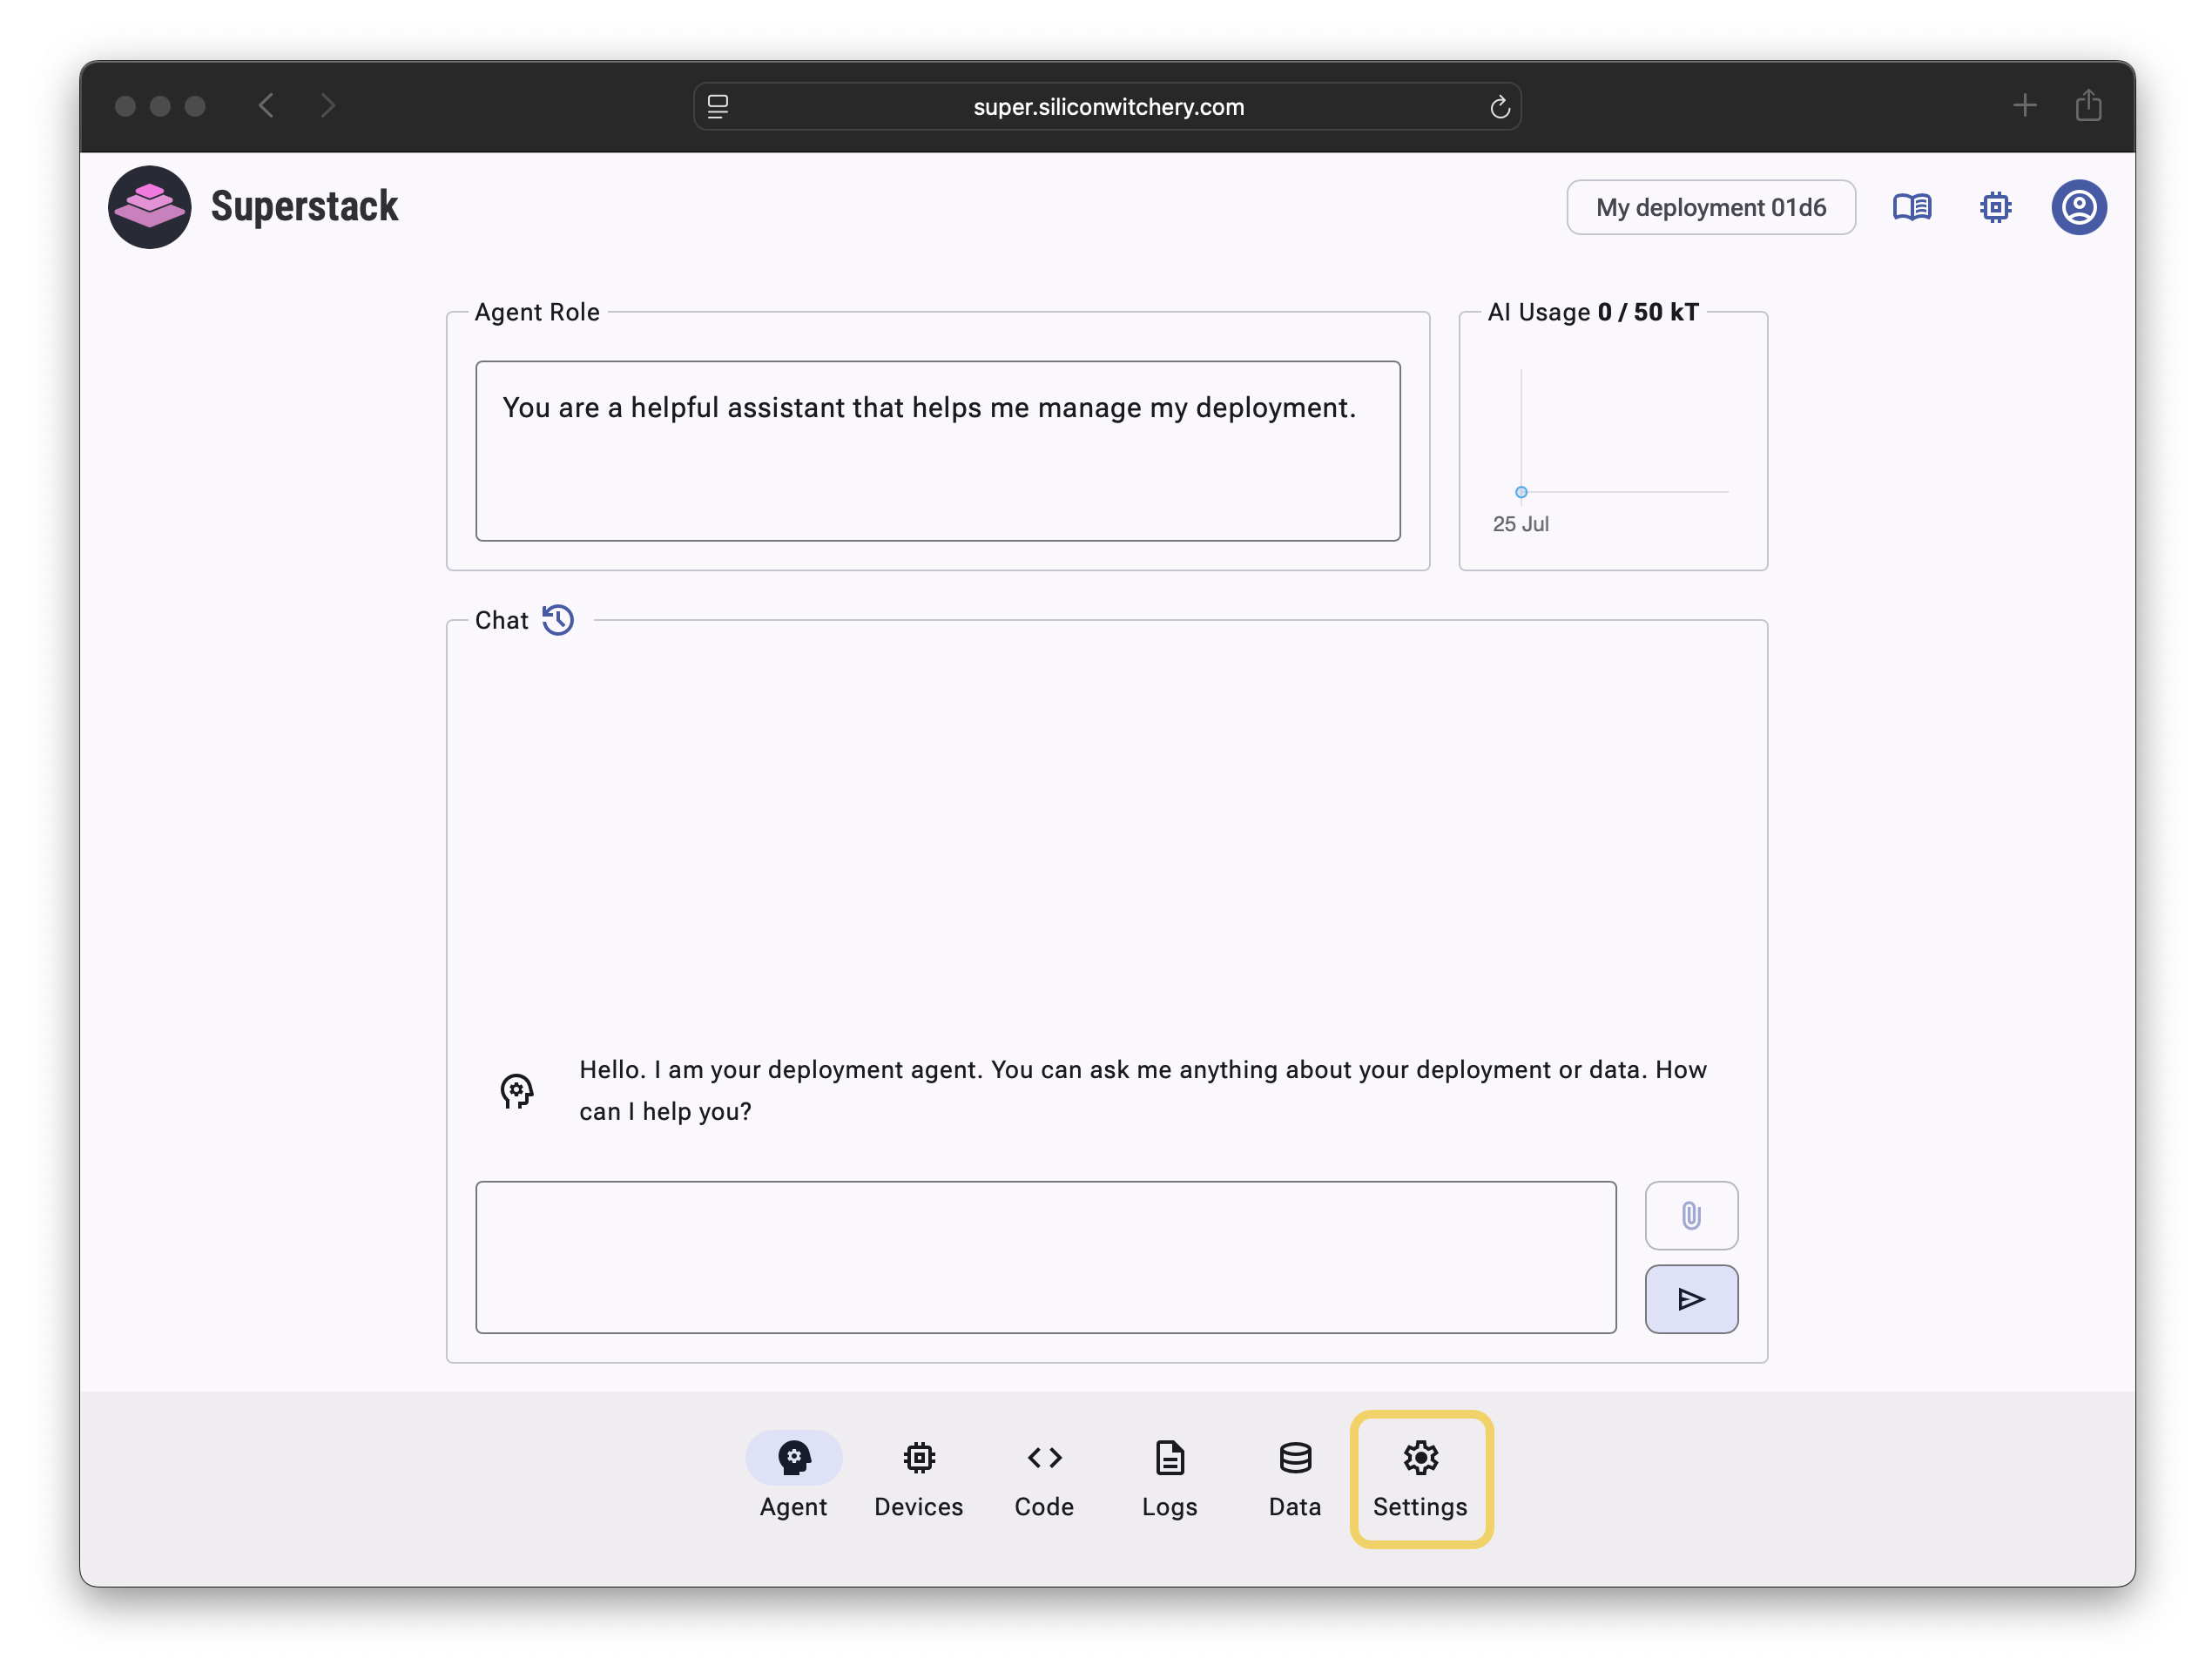 super.siliconwitchery.com
Superstack
My deployment 01d6
Agent Role
AI Usage 0 / 50 kT
You are a helpful assistant that helps me manage my deployment.
25 Jul
Chat
Hello. I am your deployment agent. You can ask me anything about your deployment or data. How
can I help you?
Agent
Devices
Code
Logs
Data
Settings